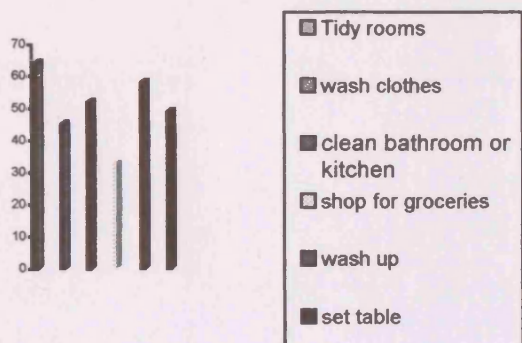 70
60
50
40
30
20
10
0
Tidy rooms
wash clothes
clean bathroom or
kitchen
shop for groceries
wash up
set table